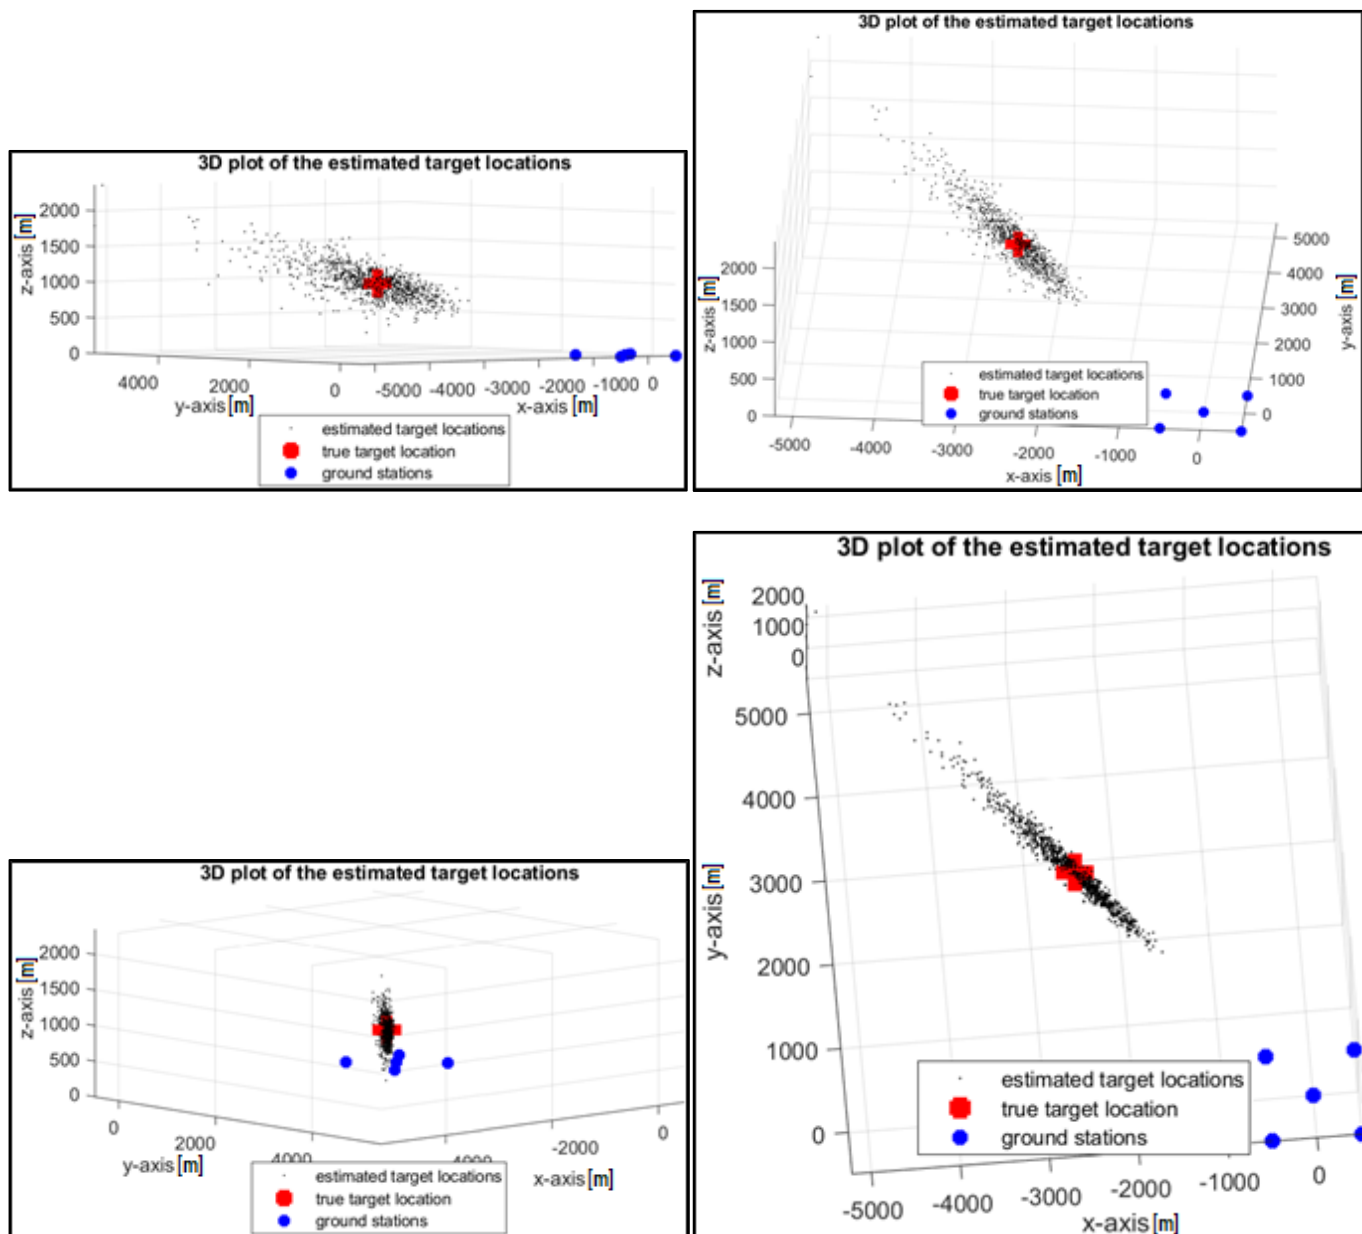 3D plot of the estimated target locations
z-axis [m]
2000
1500
1000
500
0
4000
2000
0
-5000
-4000
-3000
-2000
-1000
0
y-axis [m]
x-axis [m]
estimated target locations
true target location
ground stations
3D plot of the estimated target locations
z-axis [m]
2000
1500
1000
500
0
5000
4000
3000
2000
1000
0
y-axis [m]
-5000
-4000
-3000
-2000
-1000
0
x-axis [m]
estimated target locations
true target location
ground stations
3D plot of the estimated target locations
z-axis [m]
2000
1500
1000
500
0
0
2000
4000
-2000
0
y-axis [m]
x-axis [m]
estimated target locations
true target location
ground stations
3D plot of the estimated target locations
z-axis [m]
2000
1000
0
5000
4000
3000
2000
1000
0
y-axis [m]
-5000
-4000
-3000
-2000
-1000
0
x-axis [m]
estimated target locations
true target location
ground stations